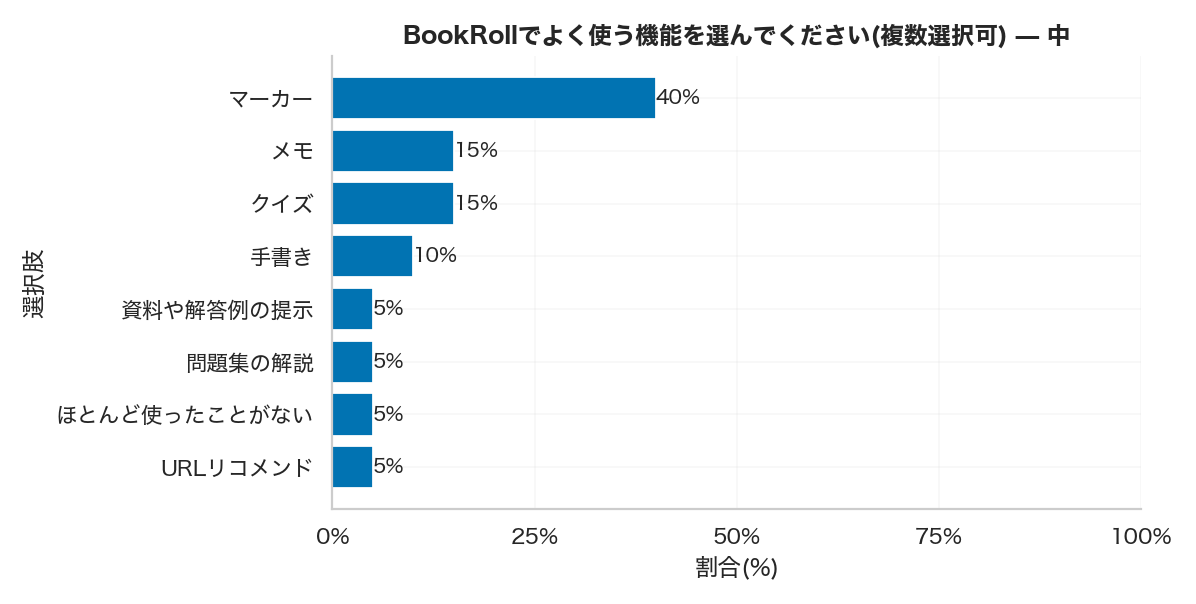 BookRollでよく使う機能を選んでください(複数選択可) — 中
選択肢
マーカー 40%
メモ 15%
クイズ 15%
手書き 10%
資料や解答例の提示 5%
問題集の解説 5%
ほとんど使ったことがない 5%
URLリコメンド 5%
0% 25% 50% 75% 100%
割合(%)